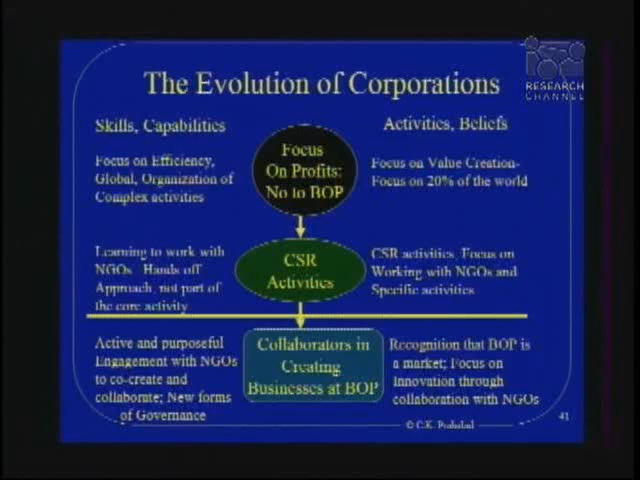 RESEARCH
CHANNEL
The Evolution of Corporations
Skills, Capabilities
Activities, Beliefs
Focus
On Profits:
No to BOP
Focus on Efficiency,
Global, Organization of
Complex activities
Focus on Value Creation-
Focus on 20% of the world
CSR
Activities
Learning to work with
NGOs Hands off
Approach, not part of
the core activity
CSR activities, Focus on
Working with NGOs and
Specific activities
Collaborators in
Creating
Businesses at BOP
Active and purposeful
Engagement with NGOs
to co-create and
collaborate; New forms
of Governance
Recognition that BOP is
a market; Focus on
Innovation through
collaboration with NGOs
© C.K. Prahalad
41